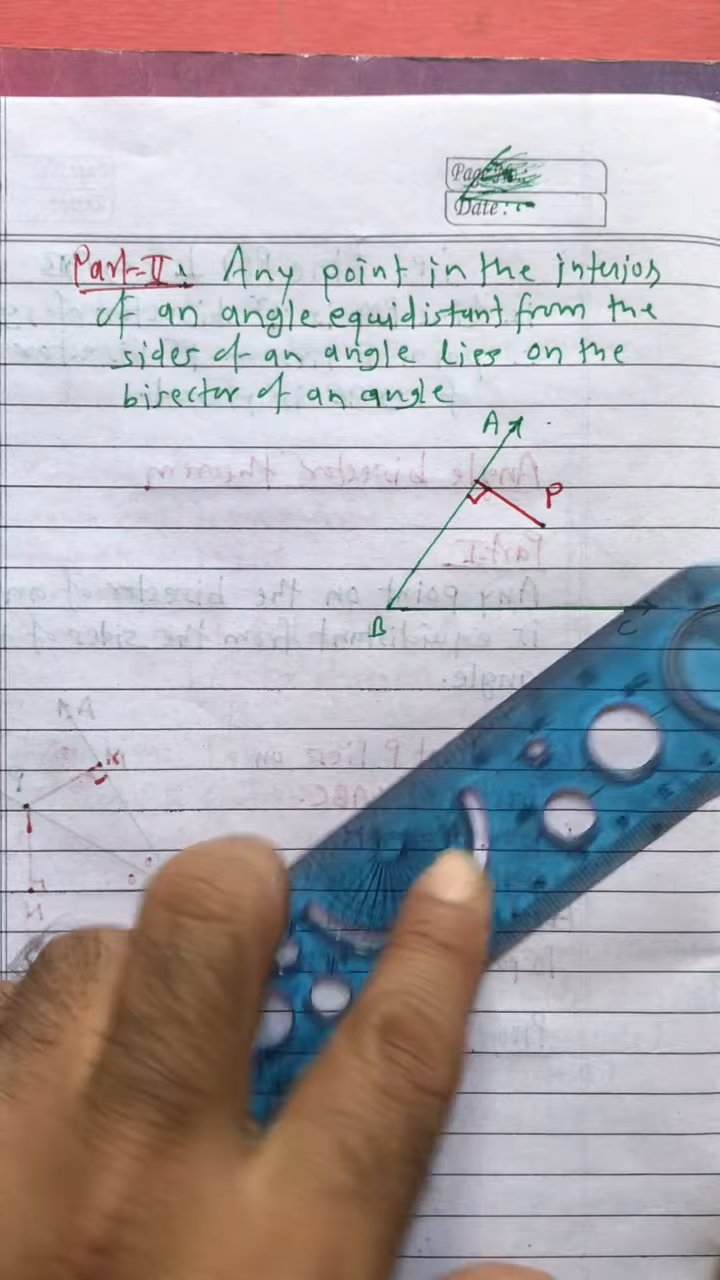 Page No.:
Date:
Part-II. Any point in the interior
of an angle equidistant from the
sides of an angle lies on the
bisector of an angle
A
P
B
C
A
M
N